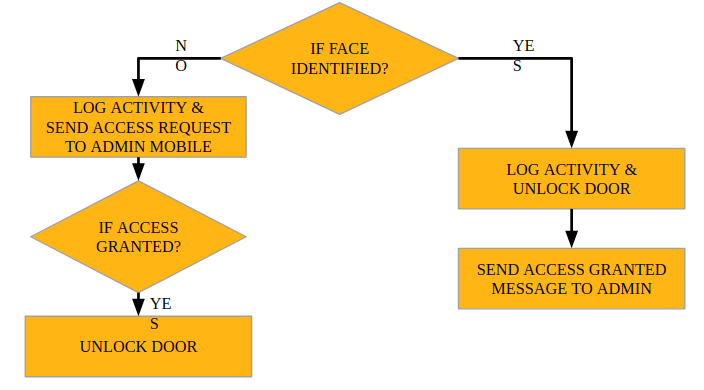 IF FACE
IDENTIFIED?
N
O
YE
S
LOG ACTIVITY &
SEND ACCESS REQUEST
TO ADMIN MOBILE
LOG ACTIVITY &
UNLOCK DOOR
IF ACCESS
GRANTED?
SEND ACCESS GRANTED
MESSAGE TO ADMIN
YE
S
UNLOCK DOOR